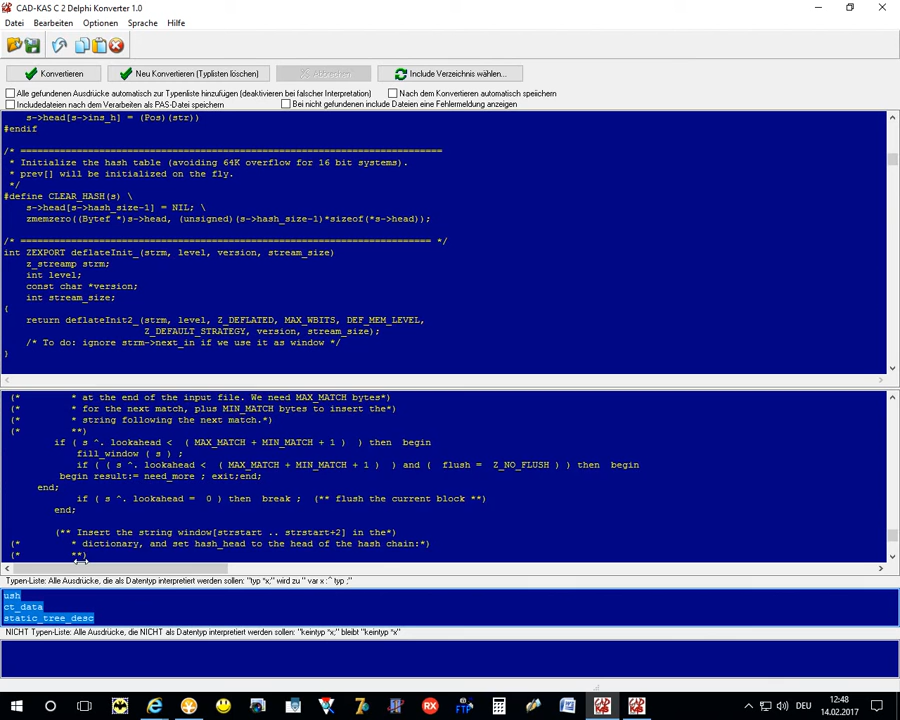 CAD-KAS C 2 Delphi Konverter 1.0
Datei Bearbeiten Optionen Sprache Hilfe
Konvertieren Neu Konvertieren (Typlisten löschen) Abbrechen Include Verzeichnis wählen...
Alle gefundenen Ausdrücke automatisch zur Typenliste hinzufügen (deaktivieren bei falscher Interpretation) Nach dem Konvertieren automatisch speichern
Includedateien nach dem Verarbeiten als PAS-Datei speichern Bei nicht gefundenen include Dateien eine Fehlermeldung anzeigen
s->head[s->ins_h] = (Pos)(str))
#endif
/* ===========================================================================
* Initialize the hash table (avoiding 64K overflow for 16 bit systems).
* prev[] will be initialized on the fly.
*/
#define CLEAR_HASH(s) \
s->head[s->hash_size-1] = NIL; \
zmemzero((Bytef *)s->head, (unsigned)(s->hash_size-1)*sizeof(*s->head));
/* ========================================================================= */
int ZEXPORT deflateInit_(strm, level, version, stream_size)
z_streamp strm;
int level;
const char *version;
int stream_size;
{
return deflateInit2_(strm, level, Z_DEFLATED, MAX_WBITS, DEF_MEM_LEVEL,
Z_DEFAULT_STRATEGY, version, stream_size);
/* To do: ignore strm->next_in if we use it as window */
}
(* * at the end of the input file. We need MAX_MATCH bytes*)
(* * for the next match, plus MIN_MATCH bytes to insert the*)
(* * string following the next match.*)
(* **)
if ( s ^. lookahead < ( MAX_MATCH + MIN_MATCH + 1 ) ) then begin
fill_window ( s ) ;
if ( ( s ^. lookahead < ( MAX_MATCH + MIN_MATCH + 1 ) ) and ( flush = Z_NO_FLUSH ) ) then begin
begin result:= need_more ; exit;end;
end;
if ( s ^. lookahead = 0 ) then break ; (** flush the current block **)
end;
(** Insert the string window[strstart .. strstart+2] in the*)
(* * dictionary, and set hash_head to the head of the hash chain:*)
(* **)
Typen-Liste: Alle Ausdrücke, die als Datentyp interpretiert werden sollen: "typ *x;" wird zu " var x :^ typ ;"
ush
ct_data
static_tree_desc
NICHT Typen-Liste: Alle Ausdrücke, die NICHT als Datentyp interpretiert werden sollen: "keintyp *x;" bleibt "keintyp *x"
DEU
12:48
14.02.2017